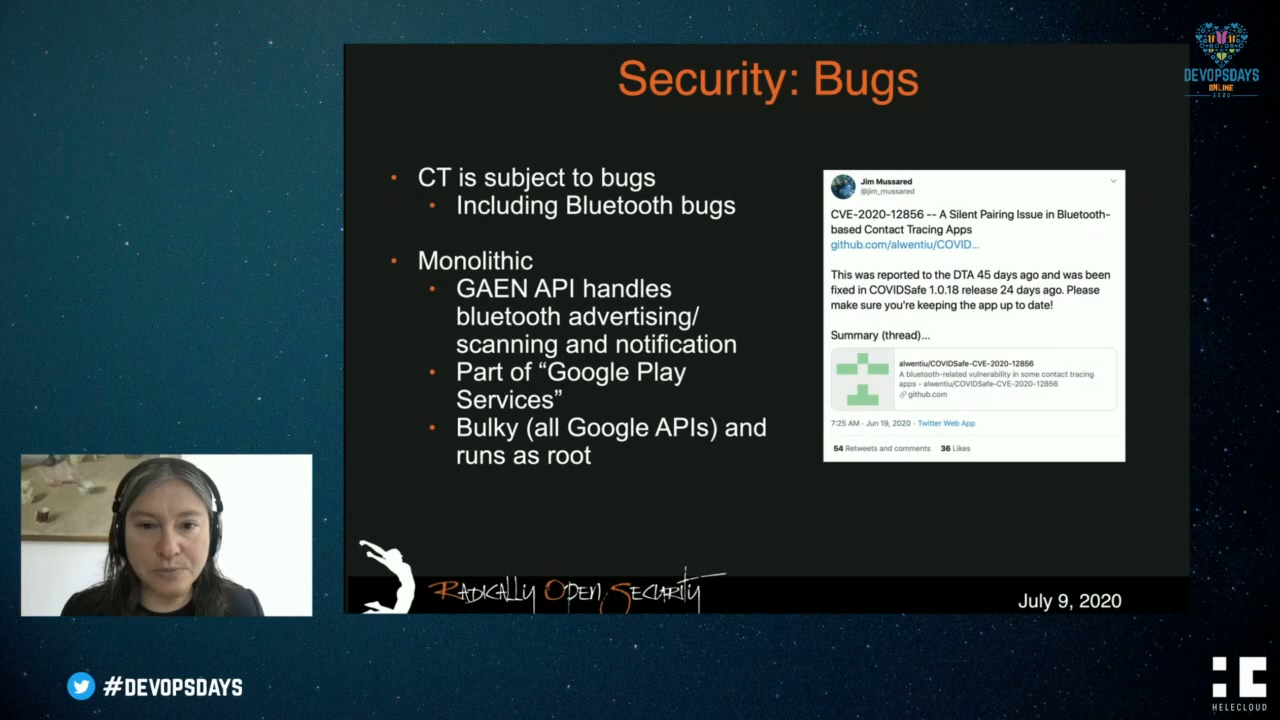 DEVOPSDAYS
ONLINE
2020
Security: Bugs
• CT is subject to bugs
• Including Bluetooth bugs
• Monolithic
• GAEN API handles
bluetooth advertising/
scanning and notification
• Part of “Google Play
Services”
• Bulky (all Google APIs) and
runs as root
Jim Mussared
@jim_mussared
CVE-2020-12856 -- A Silent Pairing Issue in Bluetooth-
based Contact Tracing Apps
github.com/alwentiu/COVID...
This was reported to the DTA 45 days ago and was been
fixed in COVIDSafe 1.0.18 release 24 days ago. Please
make sure you're keeping the app up to date!
Summary (thread)...
alwentiu/COVIDSafe-CVE-2020-12856
A bluetooth-related vulnerability in some contact tracing
apps - alwentiu/COVIDSafe-CVE-2020-12856
github.com
7:25 AM · Jun 19, 2020 · Twitter Web App
54 Retweets and comments 36 Likes
RADICALLY OPEN SECURITY
July 9, 2020
#DEVOPSDAYS
HELECLOUD